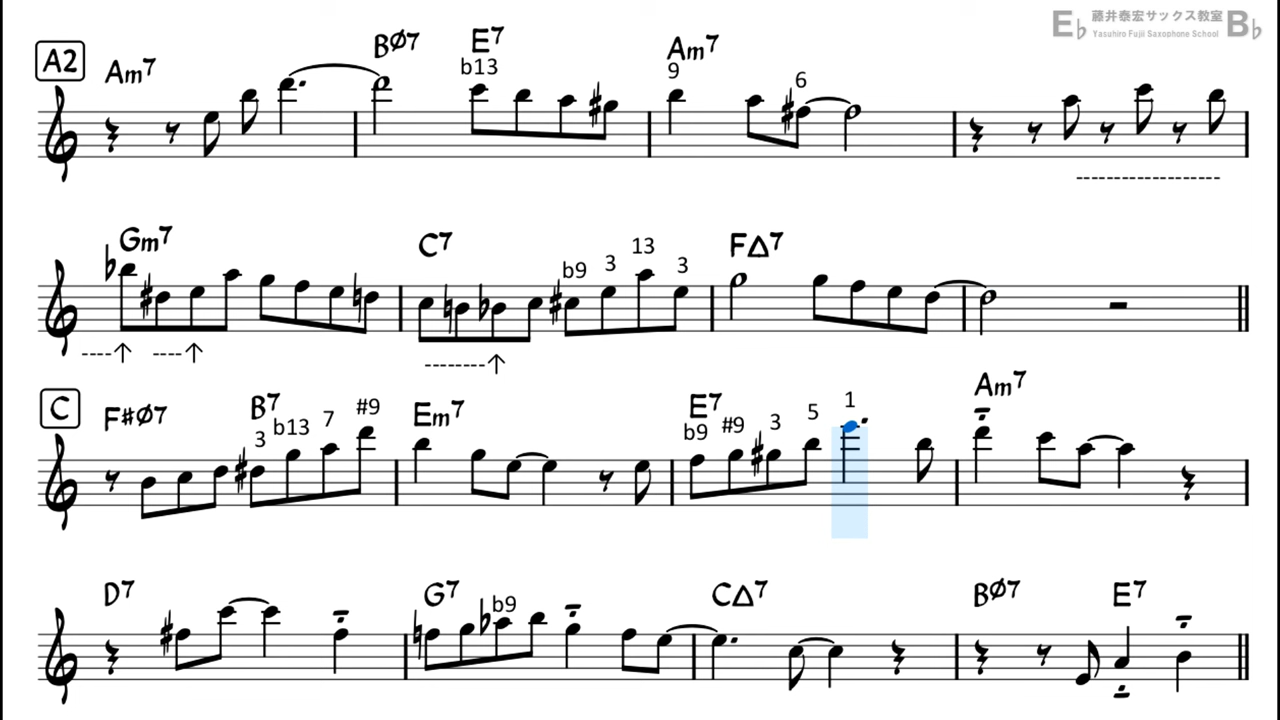 E♭ 藤井泰宏サックス教室 B♭
Yasuhiro Fujii Saxophone School
A2 Am7 BØ7 E7 Am7
b13 9 6
Gm7 C7 F△7
b9 3 13 3
C F#Ø7 B7 Em7 E7 Am7
3 b13 7 #9 b9 #9 3 5 1
D7 G7 C△7 BØ7 E7
b9